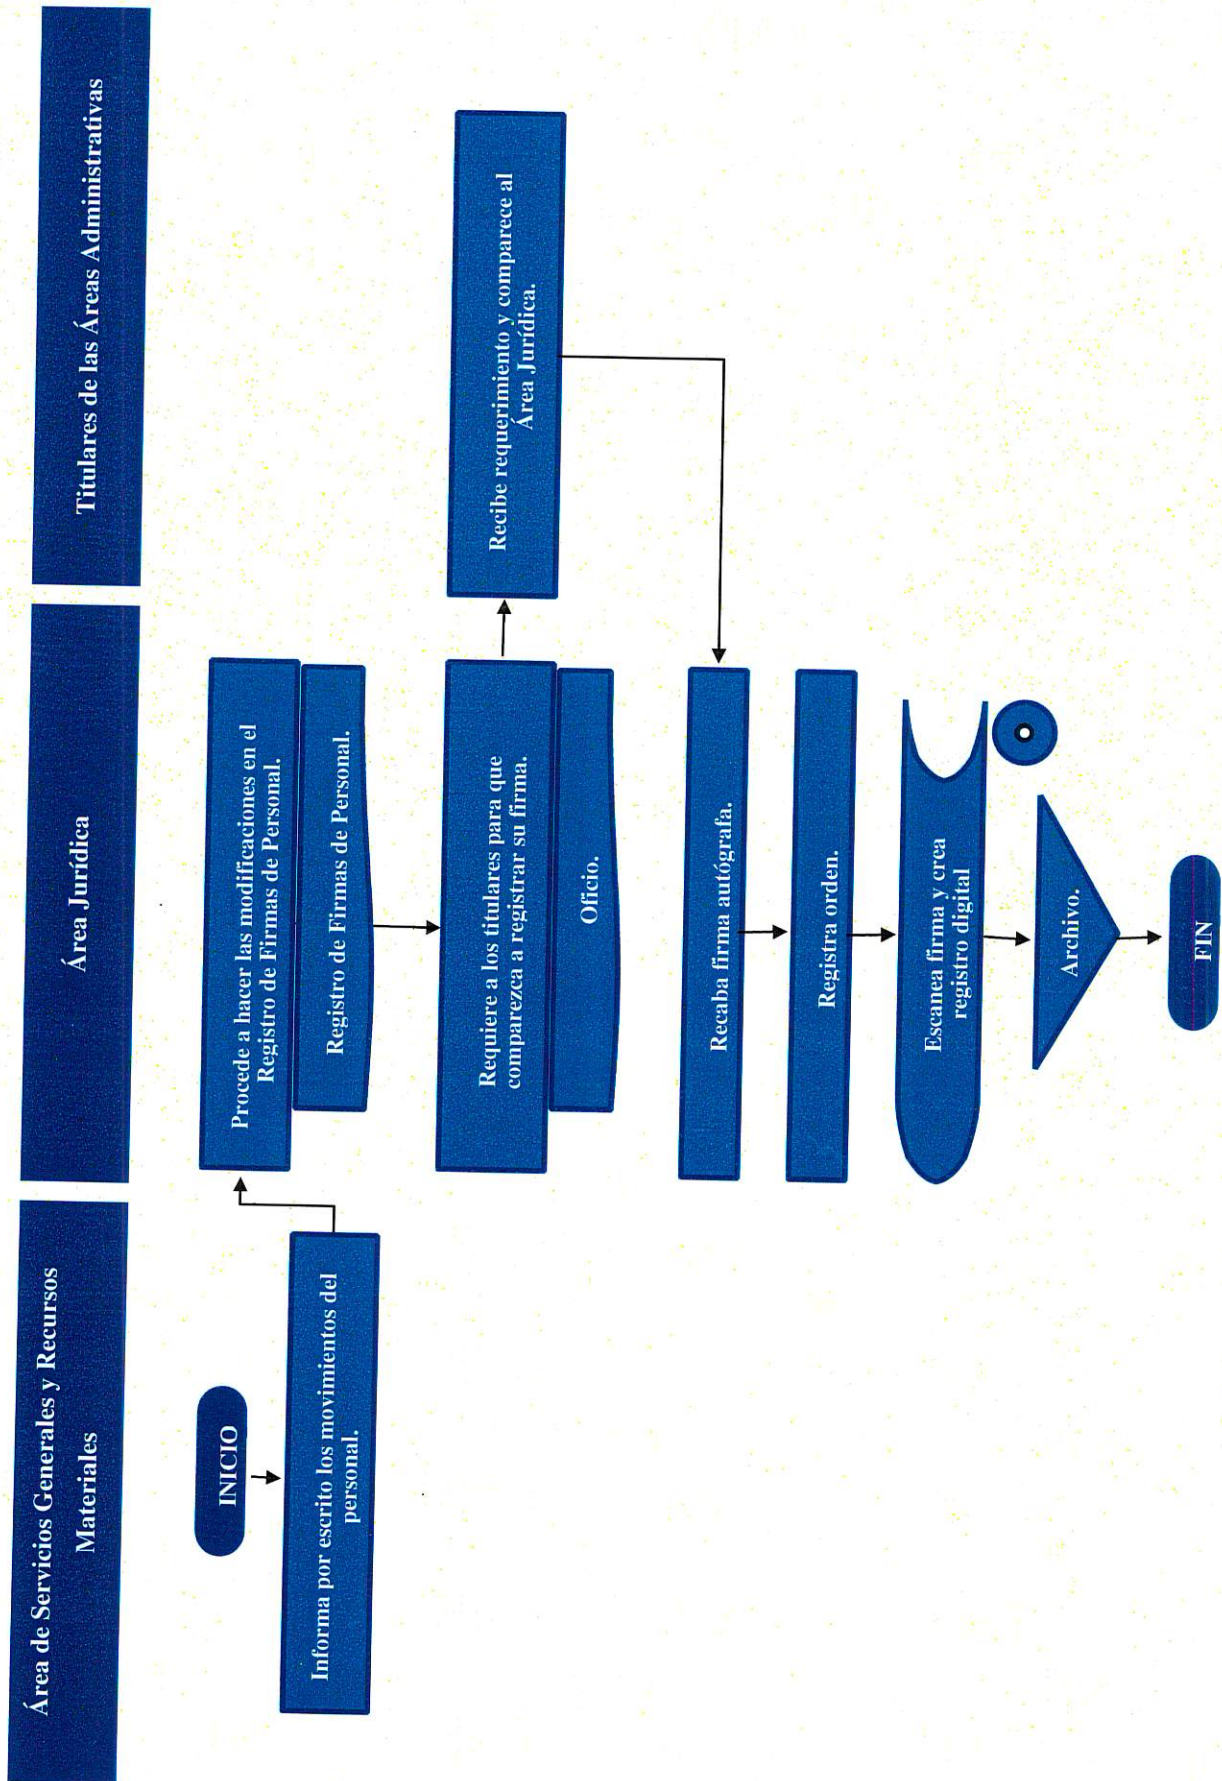 Área de Servicios Generales y Recursos
Materiales
Área Jurídica
Titulares de las Áreas Administrativas
INICIO
Informa por escrito los movimientos del
personal.
Procede a hacer las modificaciones en el
Registro de Firmas de Personal.
Registro de Firmas de Personal.
Requiere a los titulares para que
comparezca a registrar su firma.
Oficio.
Recibe requerimiento y comparece al
Área Jurídica.
Recaba firma autógrafa.
Registra orden.
Escanea firma y crea
registro digital
Archivo.
FIN